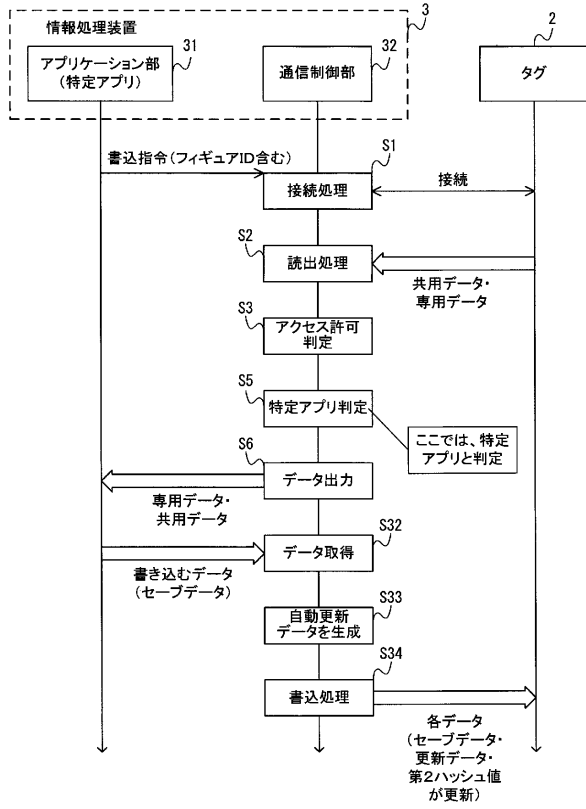 3
情報処理装置
31
アプリケーション部
(特定アプリ)
32
通信制御部
2
タグ
書込指令(フィギュアID含む)
S1
接続処理
接続
S2
読出処理
共用データ・
専用データ
S3
アクセス許可
判定
S5
特定アプリ判定
ここでは、特定
アプリと判定
S6
データ出力
専用データ・
共用データ
S32
データ取得
書き込むデータ
(セーブデータ)
S33
自動更新
データを生成
S34
書込処理
各データ
(セーブデータ・
更新データ・
第2ハッシュ値
が更新)